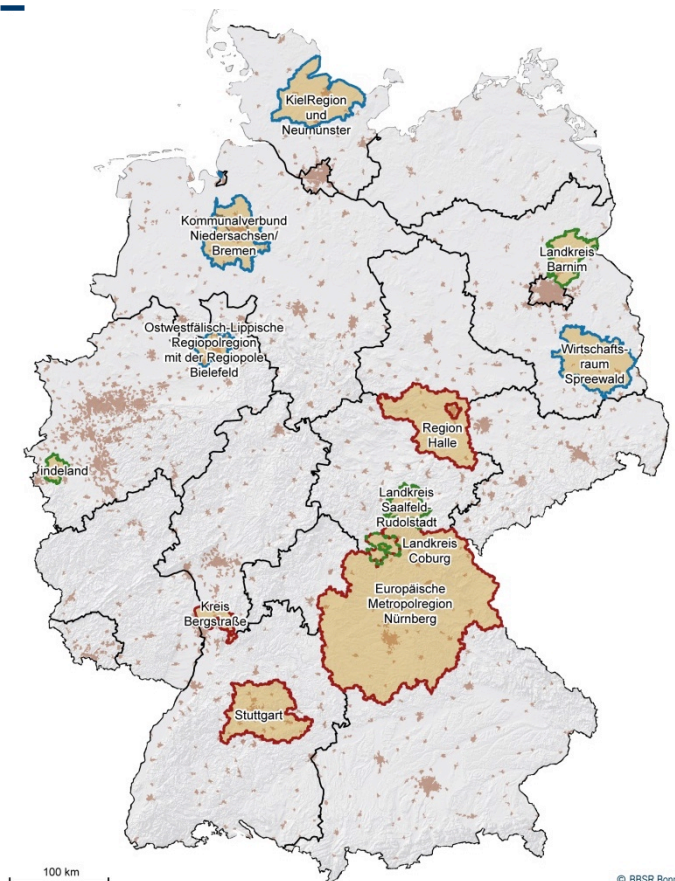 KielRegion
und
Neumünster
Kommunalverbund
Niedersachsen/
Bremen
Landkreis
Barnim
Ostwestfälisch-Lippische
Regiopolregion
mit der Regiopole
Bielefeld
Wirtschafts-
raum
Spreewald
Region
Halle
indeland
Landkreis
Saalfeld
Rudolstadt
Landkreis
Coburg
Europäische
Metropolregion
Nürnberg
Kreis
Bergstraße
Stuttgart
100 km
© BBSR Bonn